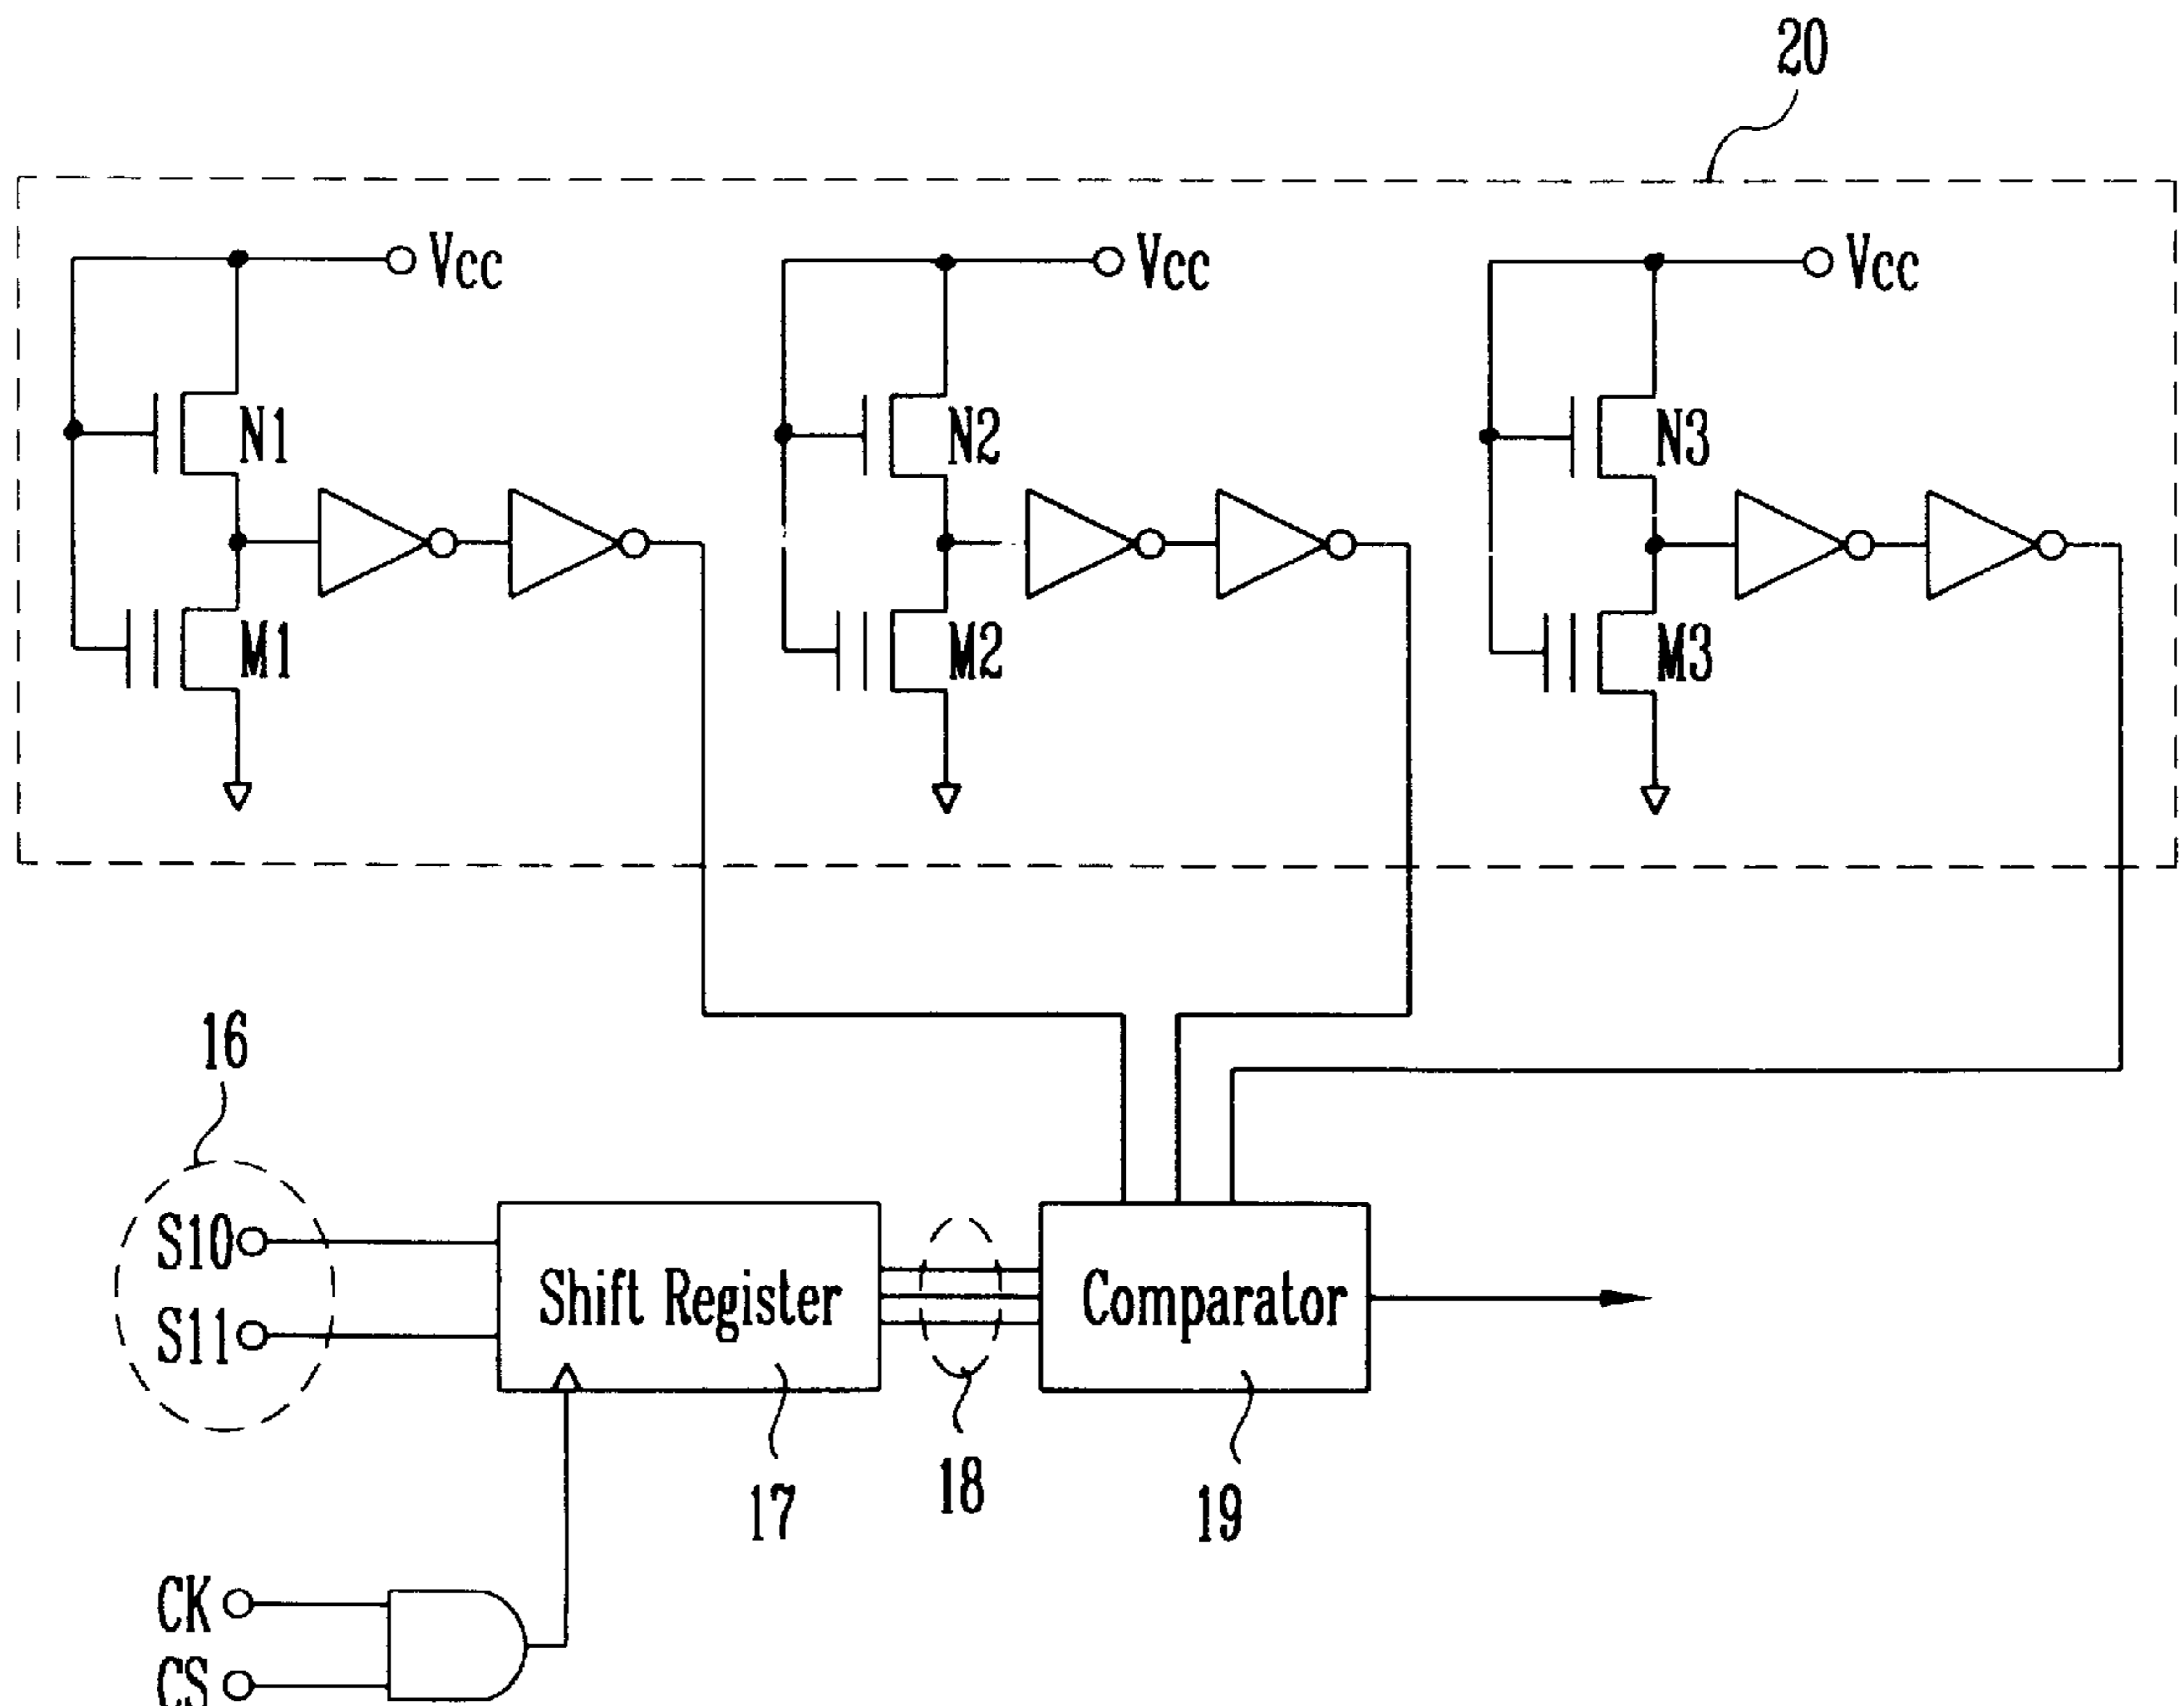 20
Vcc Vcc Vcc
N1 N2 N3
M1 M2 M3
16
S10
S11
Shift Register
Comparator
17
18
19
CK
CS